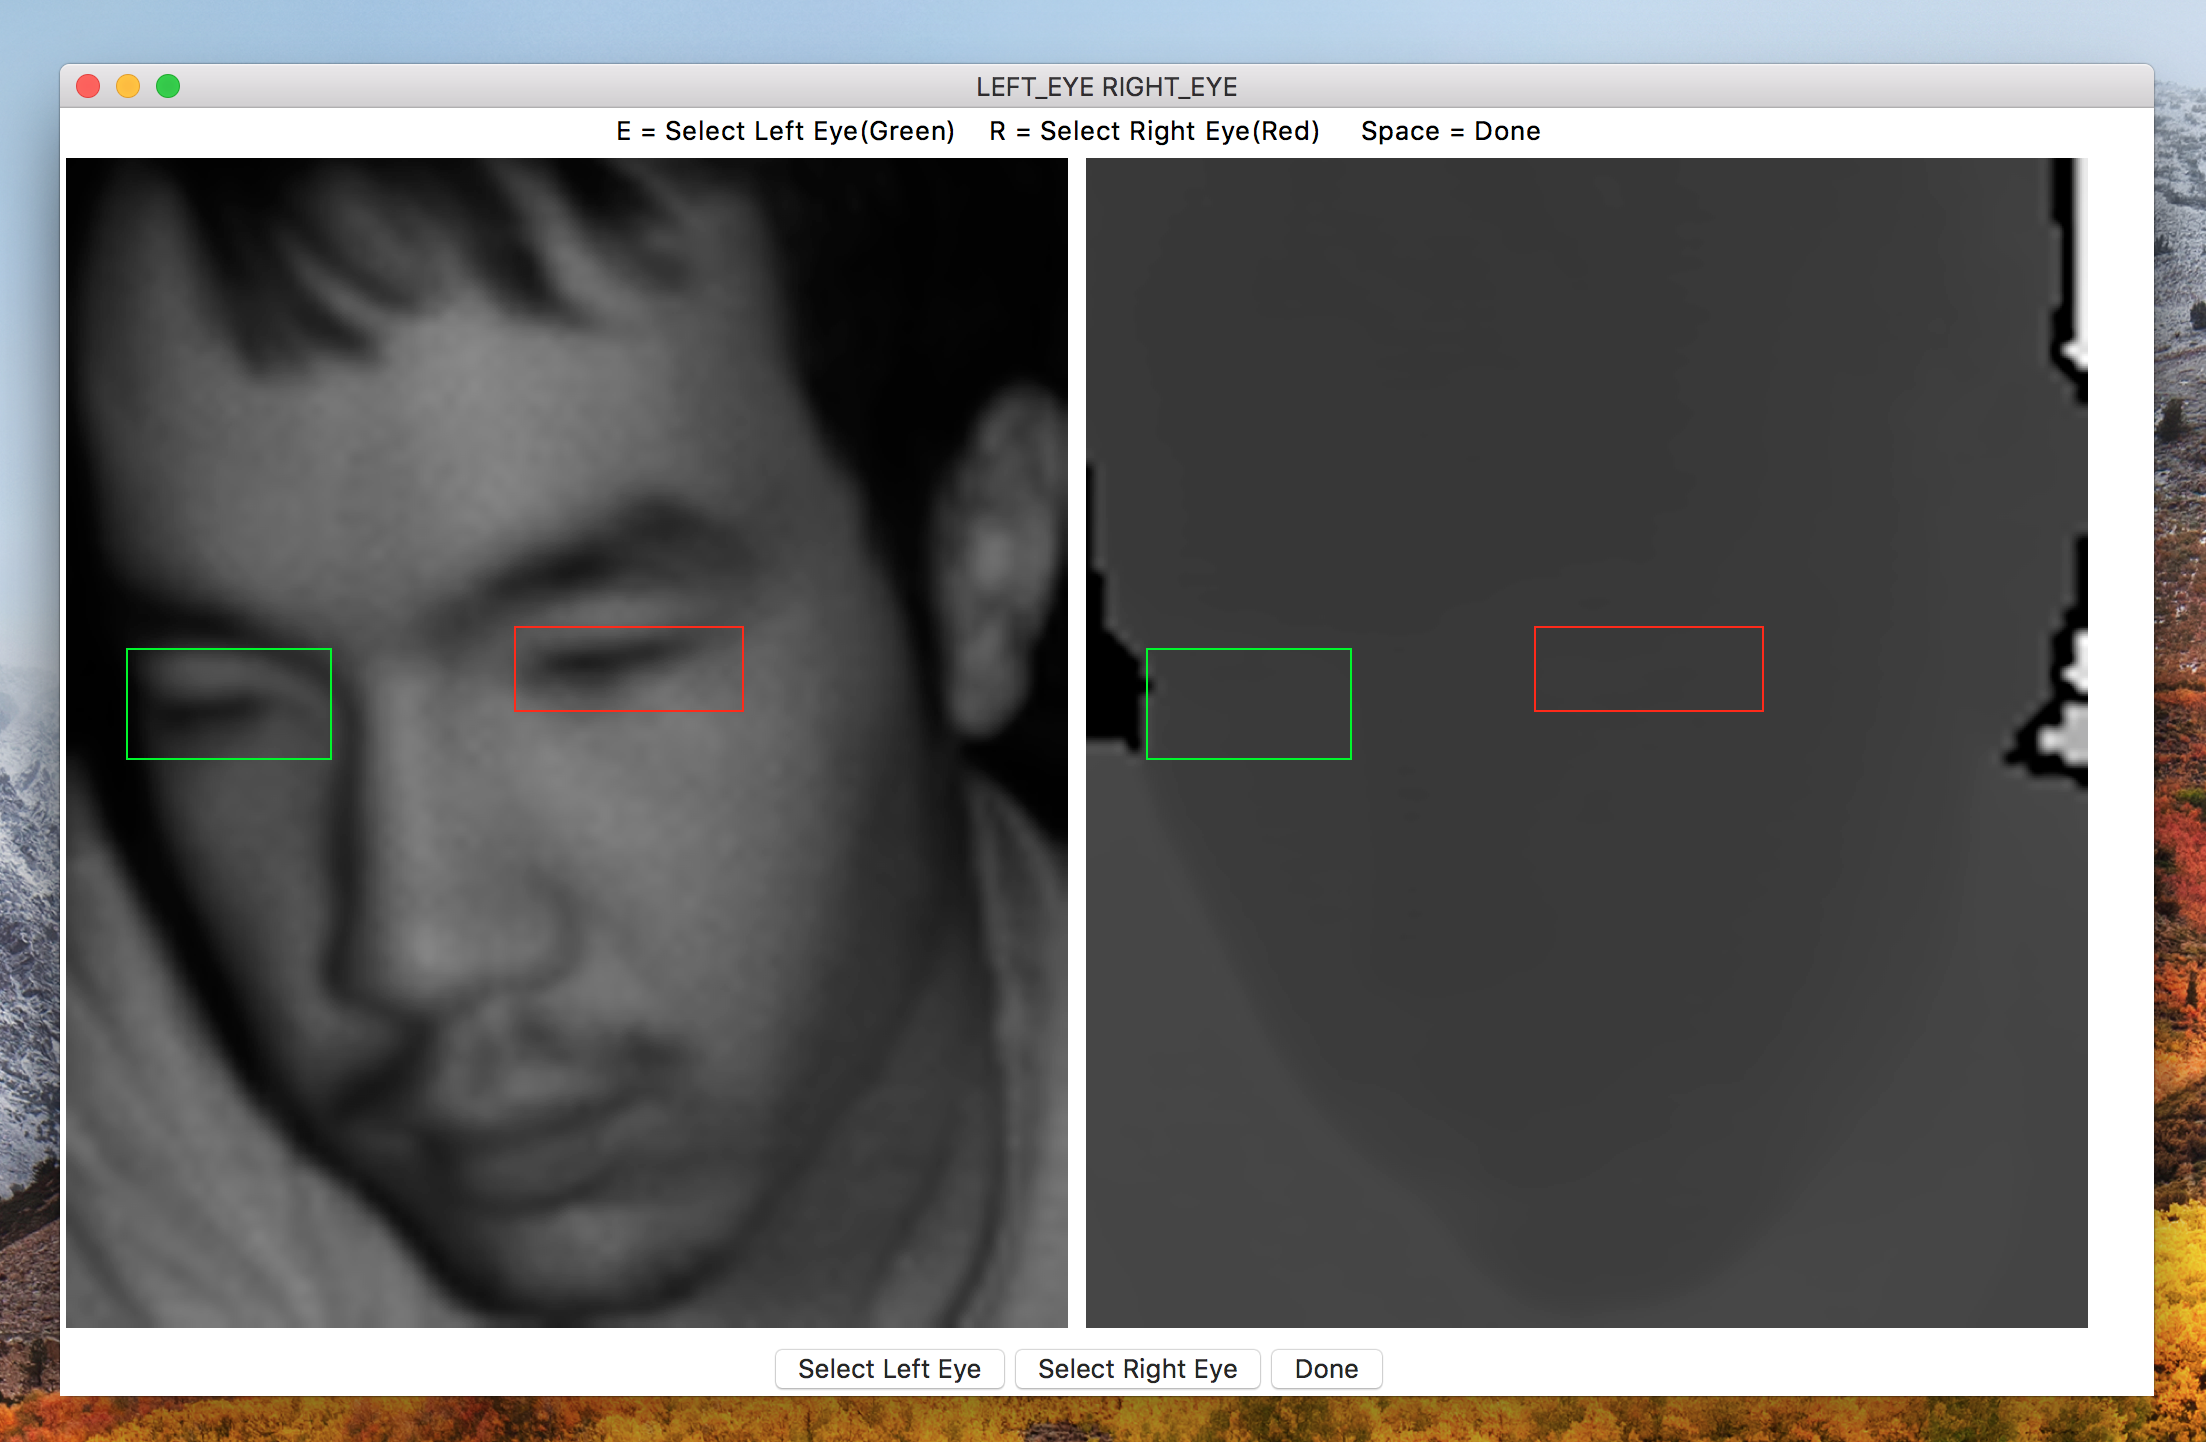 LEFT_EYE RIGHT_EYE
E = Select Left Eye(Green) R = Select Right Eye(Red) Space = Done
Select Left Eye Select Right Eye Done